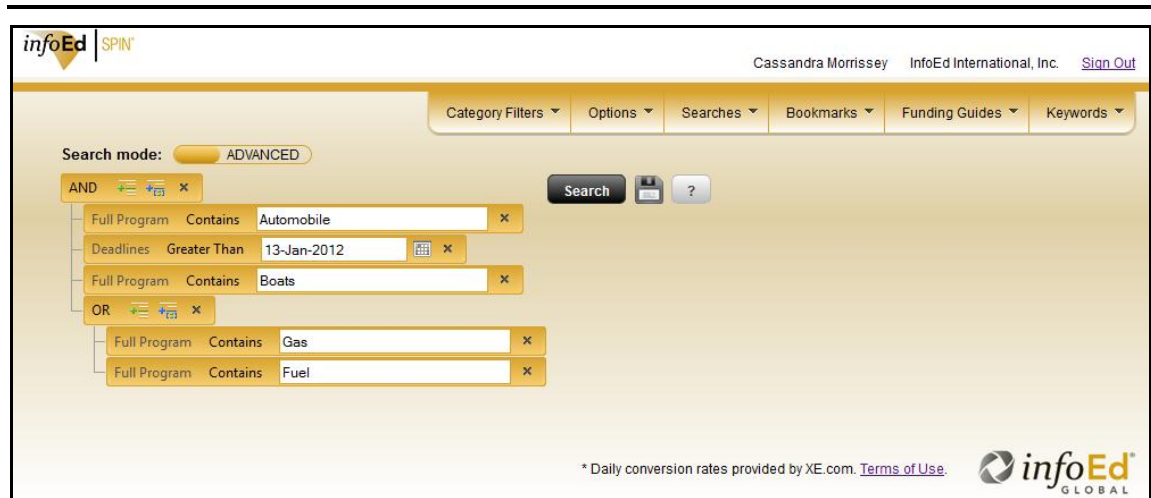 infoEd SPIN
Cassandra Morrissey InfoEd International, Inc. Sign Out
Category Filters Options Searches Bookmarks Funding Guides Keywords
Search mode: ADVANCED
AND
Search ?
Full Program Contains Automobile
Deadlines Greater Than 13-Jan-2012
Full Program Contains Boats
OR
Full Program Contains Gas
Full Program Contains Fuel
* Daily conversion rates provided by XE.com. Terms of Use.
infoEd
GLOBAL